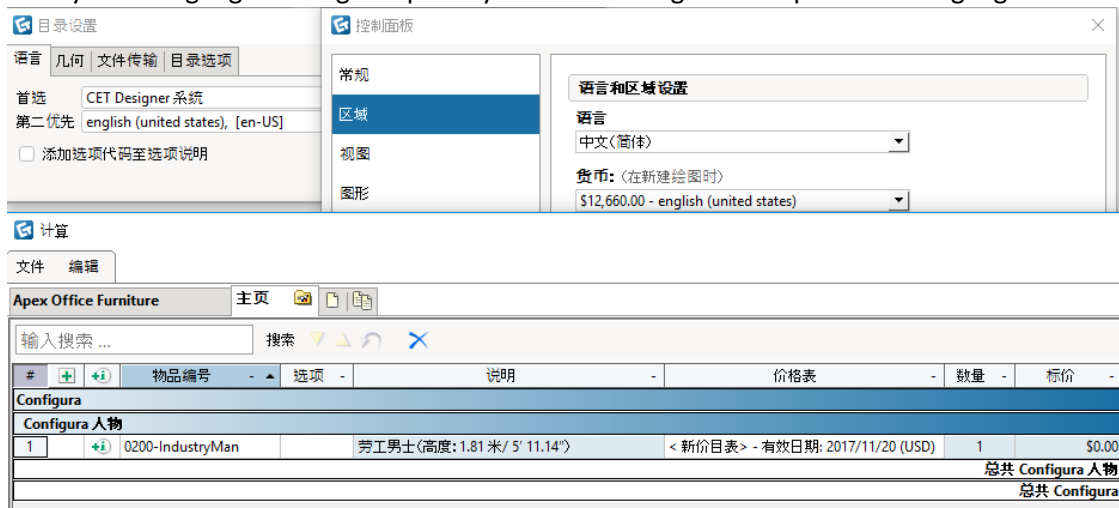 目录设置
语言 几何 文件传输 目录选项
首选 CET Designer 系统
第二优先 english (united states), [en-US]
添加选项代码至选项说明
控制面板
常规
区域
视图
图形
语言和区域设置
语言
中文(简体)
货币:（在新建绘图时）
$12,660.00 - english (united states)
计算
文件 编辑
Apex Office Furniture 主页
输入搜索 ... 搜索
# 物品编号 - 选项 - 说明 - 价格表 - 数量 - 标价 -
Configura
Configura 人物
1 0200-IndustryMan 劳工男士(高度: 1.81 米/ 5' 11.14") < 新价目表> - 有效日期: 2017/11/20 (USD) 1 $0.00
总共 Configura 人物
总共 Configura